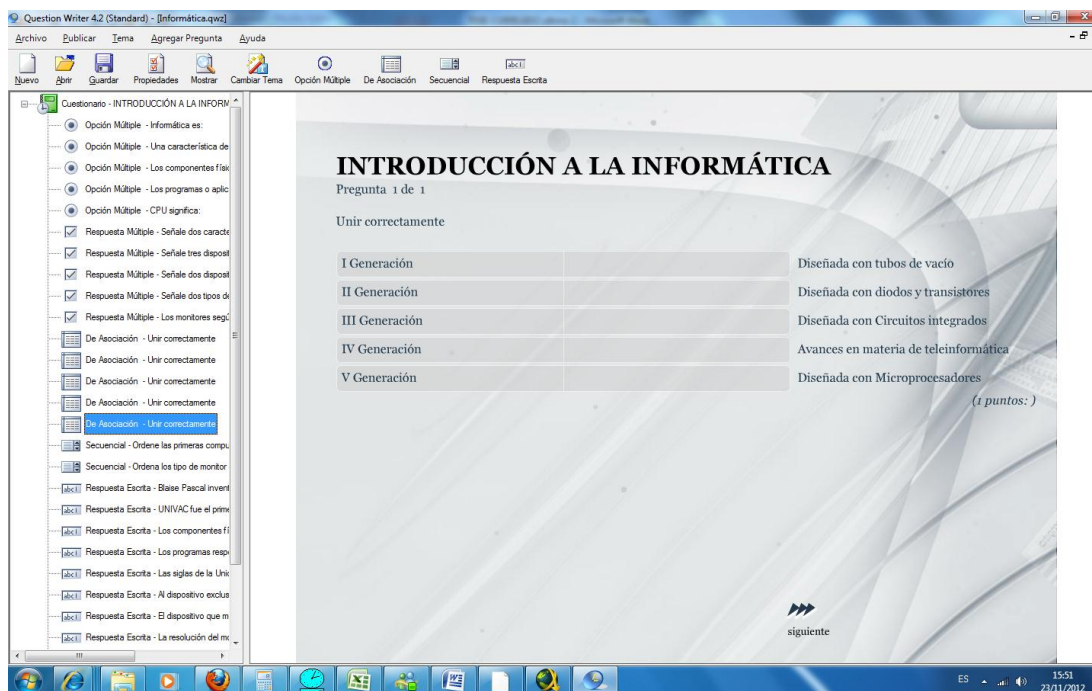 Question Writer 4.2 (Standard) - [Informática.qwz]
Archivo Publicar Tema Agregar Pregunta Ayuda
Nuevo Abrir Guardar Propiedades Mostrar Cambiar Tema Opción Múltiple De Asociación Secuencial Respuesta Escrita
Cuestionario - INTRODUCCIÓN A LA INFORM
Opción Múltiple - Informática es:
Opción Múltiple - Una característica de
Opción Múltiple - Los componentes físic
Opción Múltiple - Los programas o aplic
Opción Múltiple - CPU significa:
Respuesta Múltiple - Señale dos caracte
Respuesta Múltiple - Señale tres disposit
Respuesta Múltiple - Señale dos disposit
Respuesta Múltiple - Señale dos tipos de
Respuesta Múltiple - Los monitores segú
De Asociación - Unir correctamente
De Asociación - Unir correctamente
De Asociación - Unir correctamente
De Asociación - Unir correctamente
De Asociación - Unir correctamente
Secuencial - Ordene las primeras compu
Secuencial - Ordena los tipo de monitor
Respuesta Escrita - Blaise Pascal invent
Respuesta Escrita - UNIVAC fue el prime
Respuesta Escrita - Los componentes fí
Respuesta Escrita - Los programas resp
Respuesta Escrita - Las siglas de la Unid
Respuesta Escrita - Al dispositivo exclus
Respuesta Escrita - El dispositivo que m
Respuesta Escrita - La resolución del mo
INTRODUCCIÓN A LA INFORMÁTICA
Pregunta 1 de 1
Unir correctamente
I Generación Diseñada con tubos de vacío
II Generación Diseñada con diodos y transistores
III Generación Diseñada con Circuitos integrados
IV Generación Avances en materia de teleinformática
V Generación Diseñada con Microprocesadores
(1 puntos: )
siguiente
ES 15:51
23/11/2012